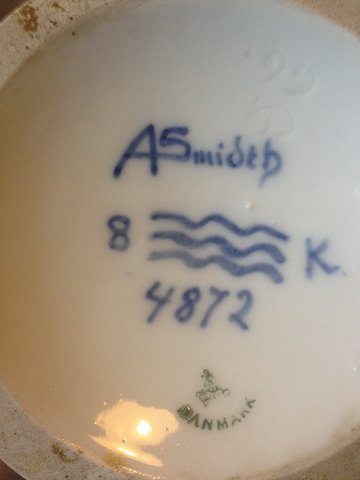 ASmidth
8 K.
4872
DANMARK